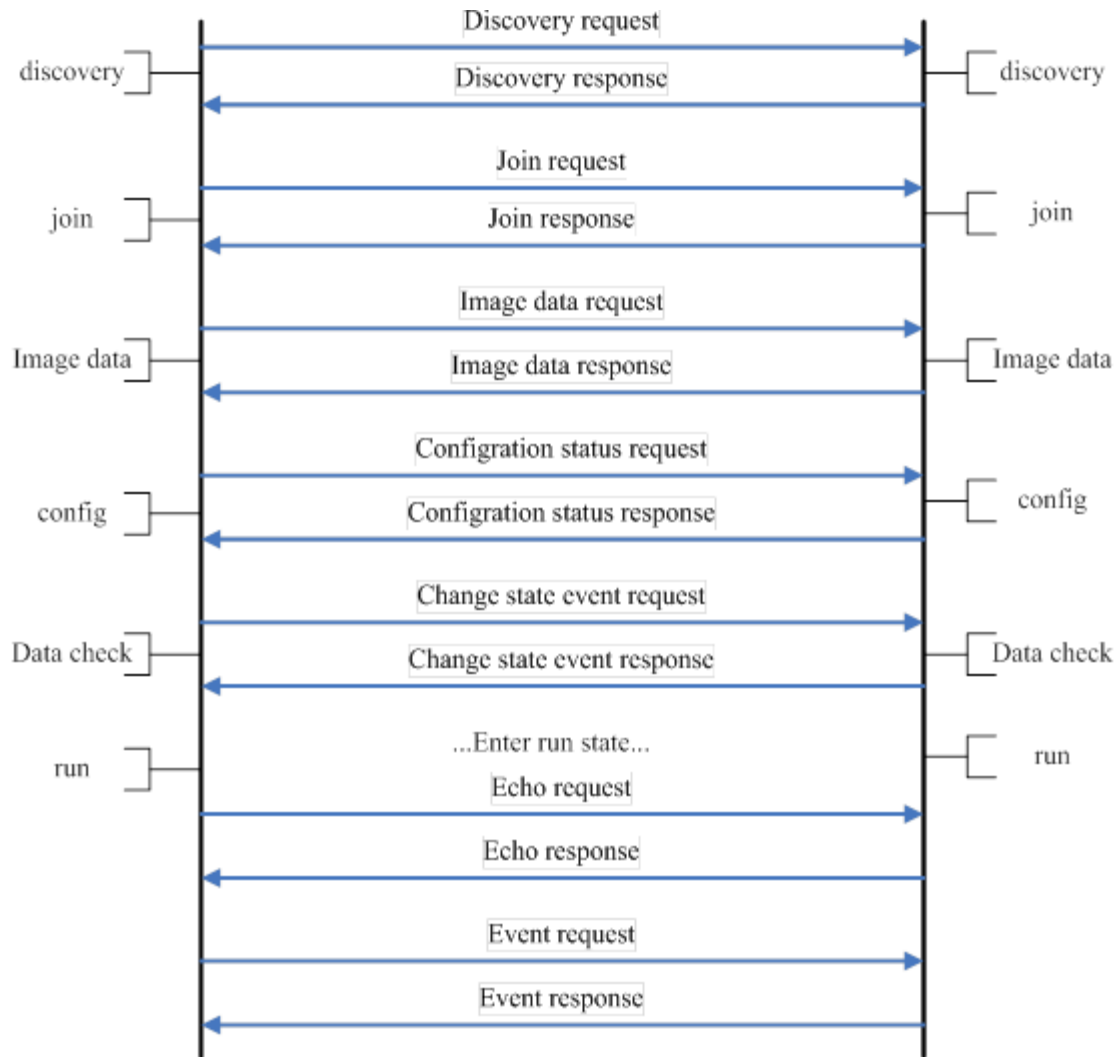 Discovery request
discovery
discovery
Discovery response
Join request
join
join
Join response
Image data request
Image data
Image data
Image data response
Configration status request
config
config
Configration status response
Change state event request
Data check
Data check
Change state event response
...Enter run state...
run
run
Echo request
Echo response
Event request
Event response